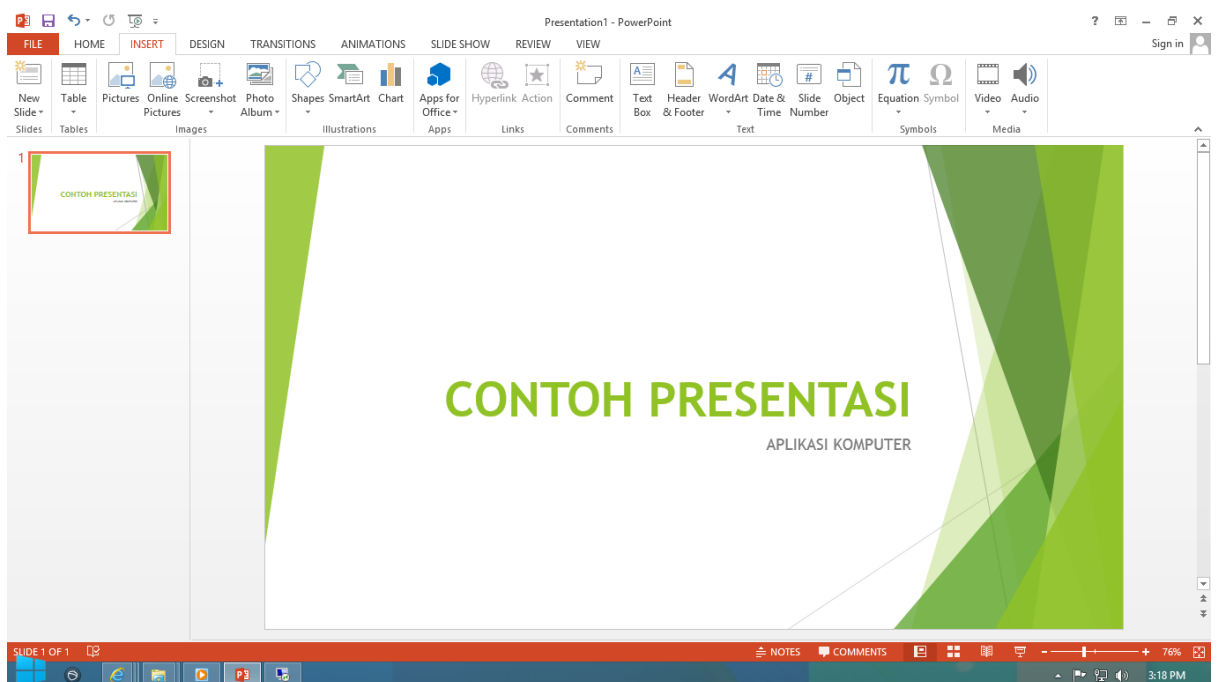 Presentation1 - PowerPoint
?
FILE HOME INSERT DESIGN TRANSITIONS ANIMATIONS SLIDE SHOW REVIEW VIEW Sign in
New Slide Table Pictures Online Pictures Screenshot Photo Album Shapes SmartArt Chart Apps for Office Hyperlink Action Comment Text Box Header & Footer WordArt Date & Time Slide Number # Object π Equation Ω Symbol Video Audio
Slides Tables Images Illustrations Apps Links Comments Text Symbols Media
1
CONTOH PRESENTASI
CONTOH PRESENTASI
APLIKASI KOMPUTER
SLIDE 1 OF 1 NOTES COMMENTS - + 76%
3:18 PM